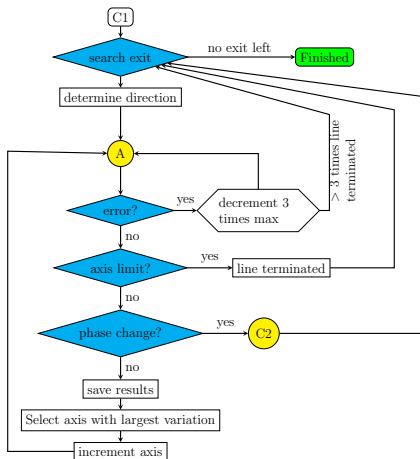 C1
search exit
no exit left
Finished
determine direction
A
error?
yes
decrement 3
times max
> 3 times line
terminated
no
axis limit?
yes
line terminated
no
phase change?
yes
C2
no
save results
Select axis with largest variation
increment axis